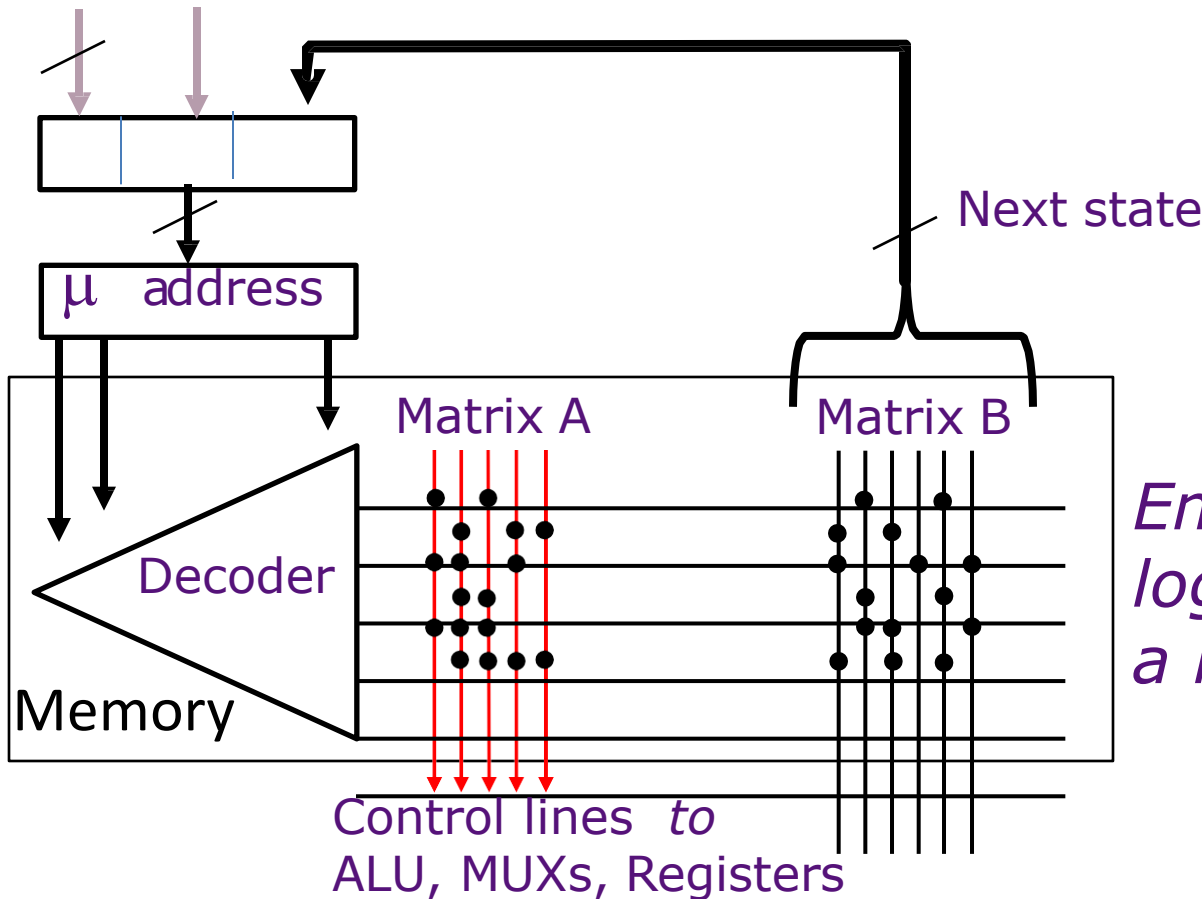 Next state
μ address
Matrix A
Matrix B
Decoder
Memory
Control lines to
ALU, MUXs, Registers
a